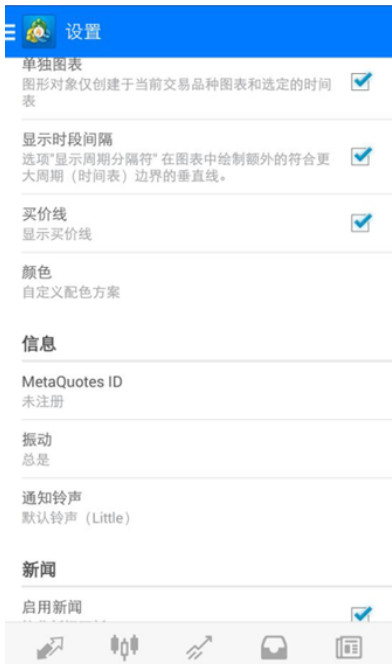 设置
单独图表
图形对象仅创建于当前交易品种图表和选定的时间
表
显示时段间隔
选项"显示周期分隔符" 在图表中绘制额外的符合更
大周期（时间表）边界的垂直线。
买价线
显示买价线
颜色
自定义配色方案
信息
MetaQuotes ID
未注册
振动
总是
通知铃声
默认铃声（Little）
新闻
启用新闻